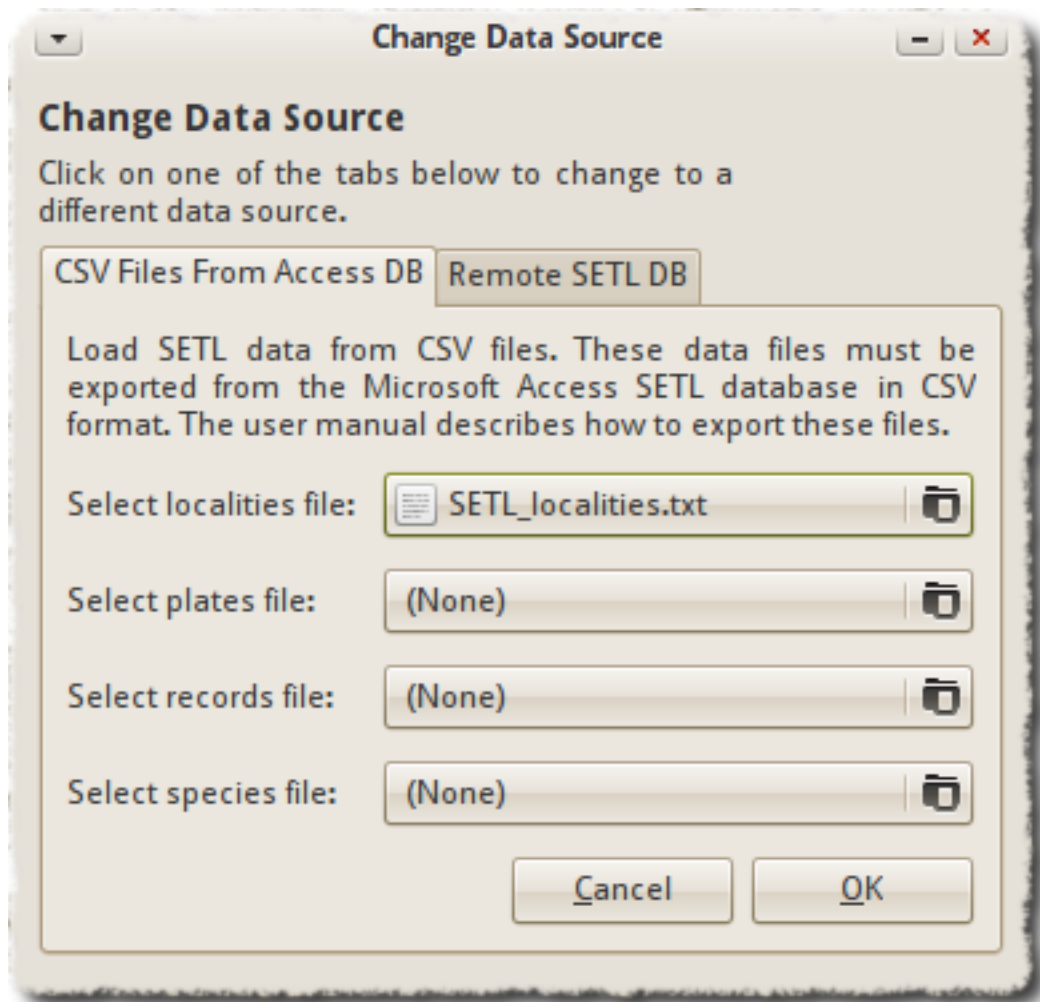 Change Data Source
Change Data Source
Click on one of the tabs below to change to a
different data source.
CSV Files From Access DB
Remote SETL DB
Load SETL data from CSV files. These data files must be
exported from the Microsoft Access SETL database in CSV
format. The user manual describes how to export these files.
Select localities file: SETL_localities.txt
Select plates file: (None)
Select records file: (None)
Select species file: (None)
Cancel OK